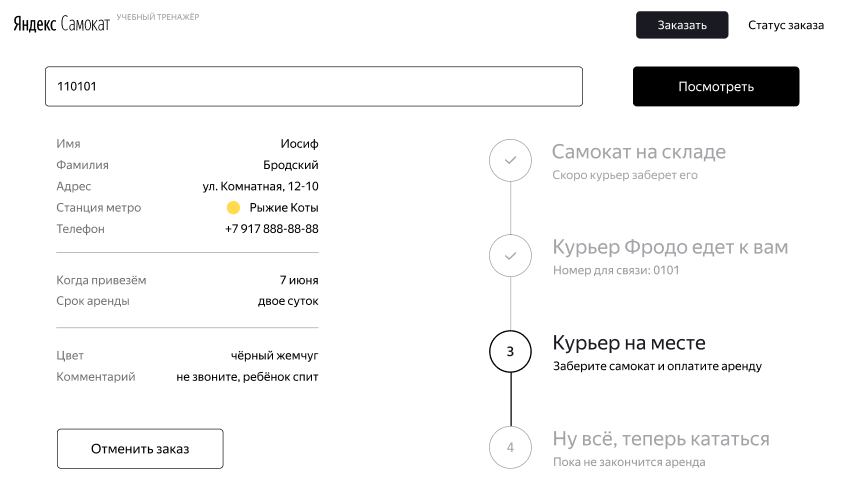 Яндекс Самокат УЧЕБНЫЙ ТРЕНАЖЁР
Заказать Статус заказа
110101
Посмотреть
Имя Иосиф
Фамилия Бродский
Адрес ул. Комнатная, 12-10
Станция метро Рыжие Коты
Телефон +7 917 888-88-88
Когда привезём 7 июня
Срок аренды двое суток
Цвет чёрный жемчуг
Комментарий не звоните, ребёнок спит
Отменить заказ
Самокат на складе
Скоро курьер заберет его
Курьер Фродо едет к вам
Номер для связи: 0101
3 Курьер на месте
Заберите самокат и оплатите аренду
4 Ну всё, теперь кататься
Пока не закончится аренда